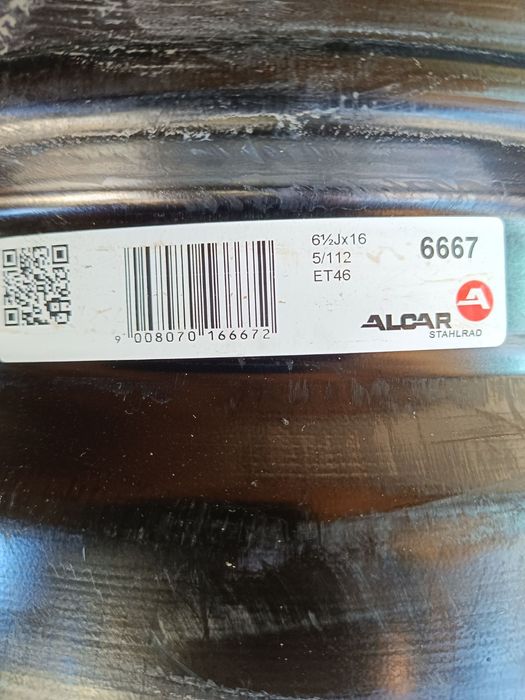 6½Jx16
5/112
ET46
6667
ALCAR
STAHLRAD
9 008070 166672